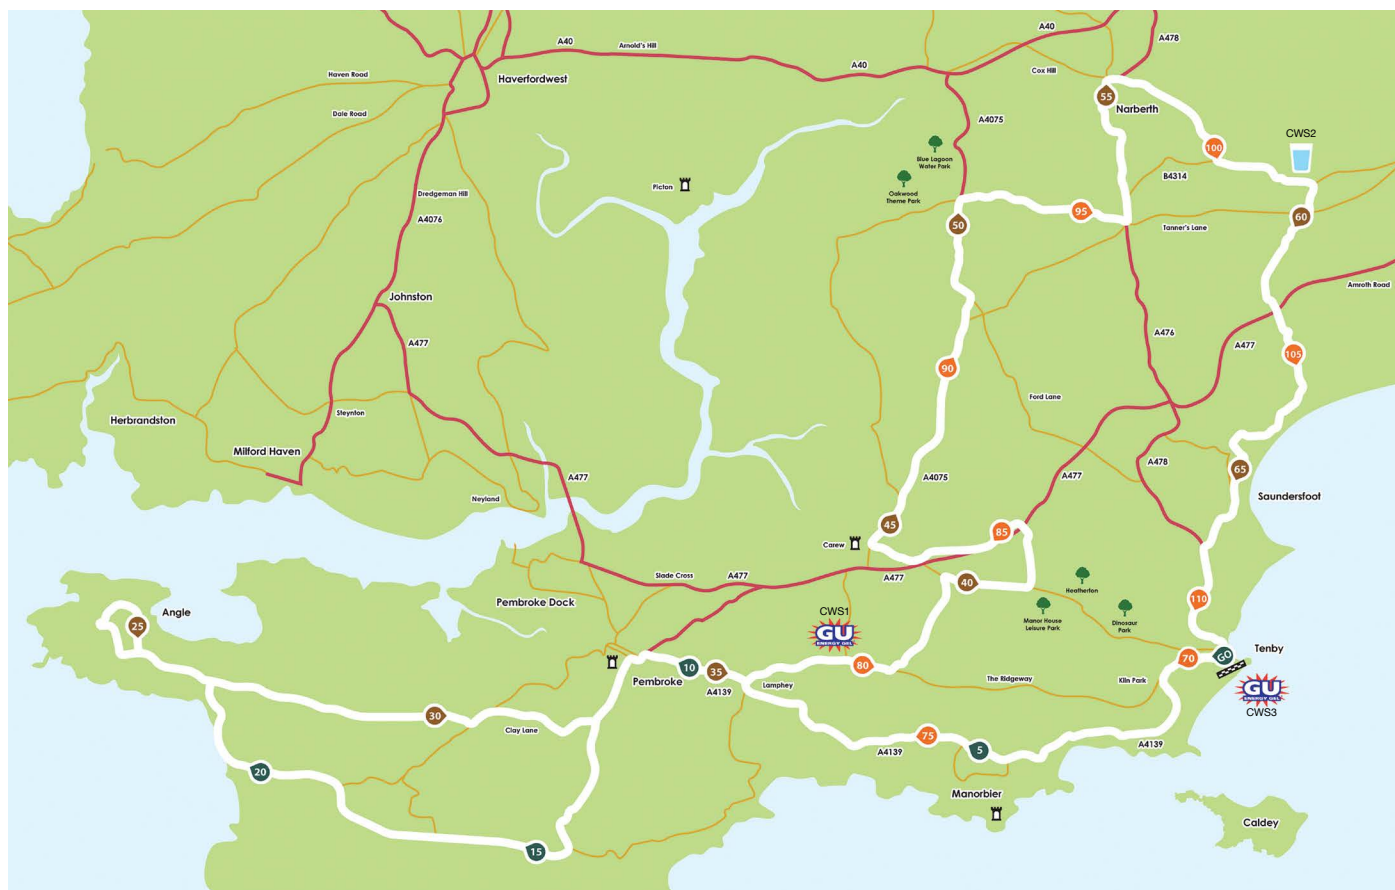 A40
A478
A40
Arnold's Hill
A40
Cox Hill
Haven Road
Haverfordwest
55
Narberth
Dale Road
A4075
CWS2
100
Blue Lagoon
Water Park
B4314
Picton
Oakwood
Theme Park
Dredgeman Hill
A4076
95
60
50
Tanner's Lane
Amroth Road
Johnston
A477
A476
A477
105
90
Ford Lane
Herbrandston
Steynton
Milford Haven
A478
65
A477
A4075
A477
Neyland
Saundersfoot
45
85
Carew
Slade Cross
A477
A477
40
Heatherton
Pembroke Dock
110
Angle
CWS1
Manor House
Leisure Park
Dinosaur
Park
25
GU
ENERGY GEL
GO
Tenby
70
80
10
35
Pembroke
A4139
Lamphey
The Ridgeway
Kiln Park
GU
ENERGY GEL
CWS3
30
Clay Lane
75
5
A4139
A4139
20
Manorbier
Caldey
15